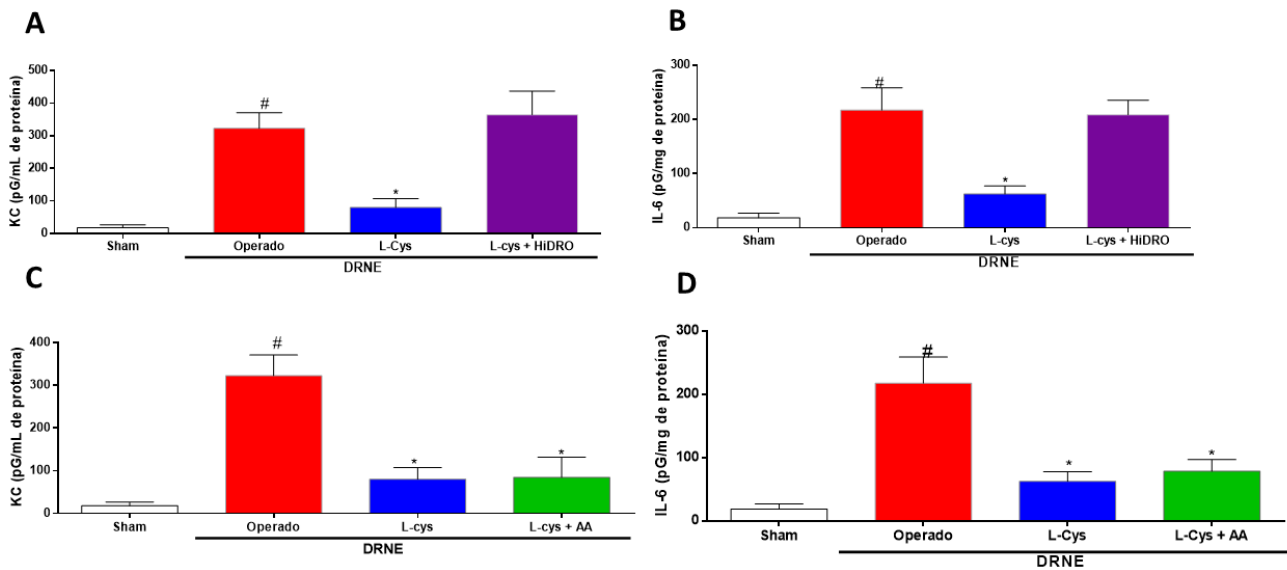 A
KC (pG/mL de proteína)
500
400
300
200
100
0
#
*
Sham
Operado
L-Cys
L-cys + HiDRO
DRNE
B
IL-6 (pG/mg de proteína)
300
200
100
0
#
*
Sham
Operado
L-cys
L-cys + HiDRO
DRNE
C
KC (pG/mL de proteína)
400
300
200
100
0
#
*
*
Sham
Operado
L-cys
L-cys + AA
DRNE
D
IL-6 (pG/mg de proteína)
300
200
100
0
#
*
*
Sham
Operado
L-Cys
L-Cys + AA
DRNE